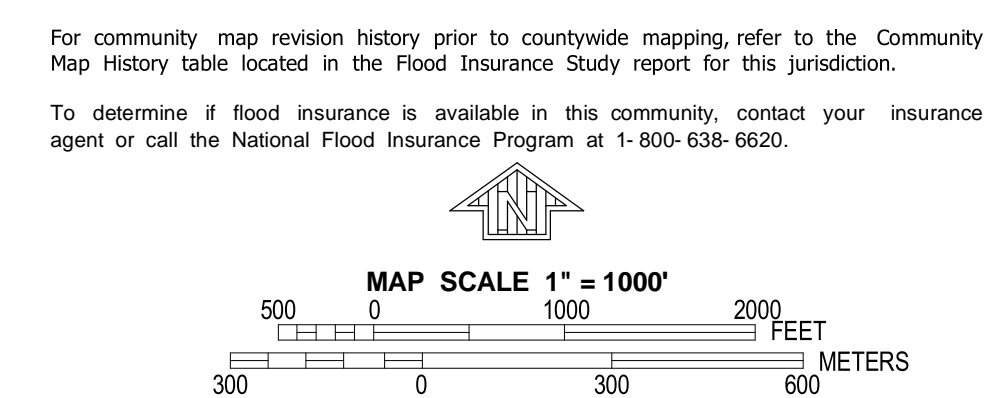 For community map revision history prior to countywide mapping, refer to the Community
Map History table located in the Flood Insurance Study report for this jurisdiction.
To determine if flood insurance is available in this community, contact your insurance
agent or call the National Flood Insurance Program at 1- 800- 638- 6620.
N
MAP SCALE 1" = 1000'
500 0 1000 2000
FEET
METERS
300 0 300 600